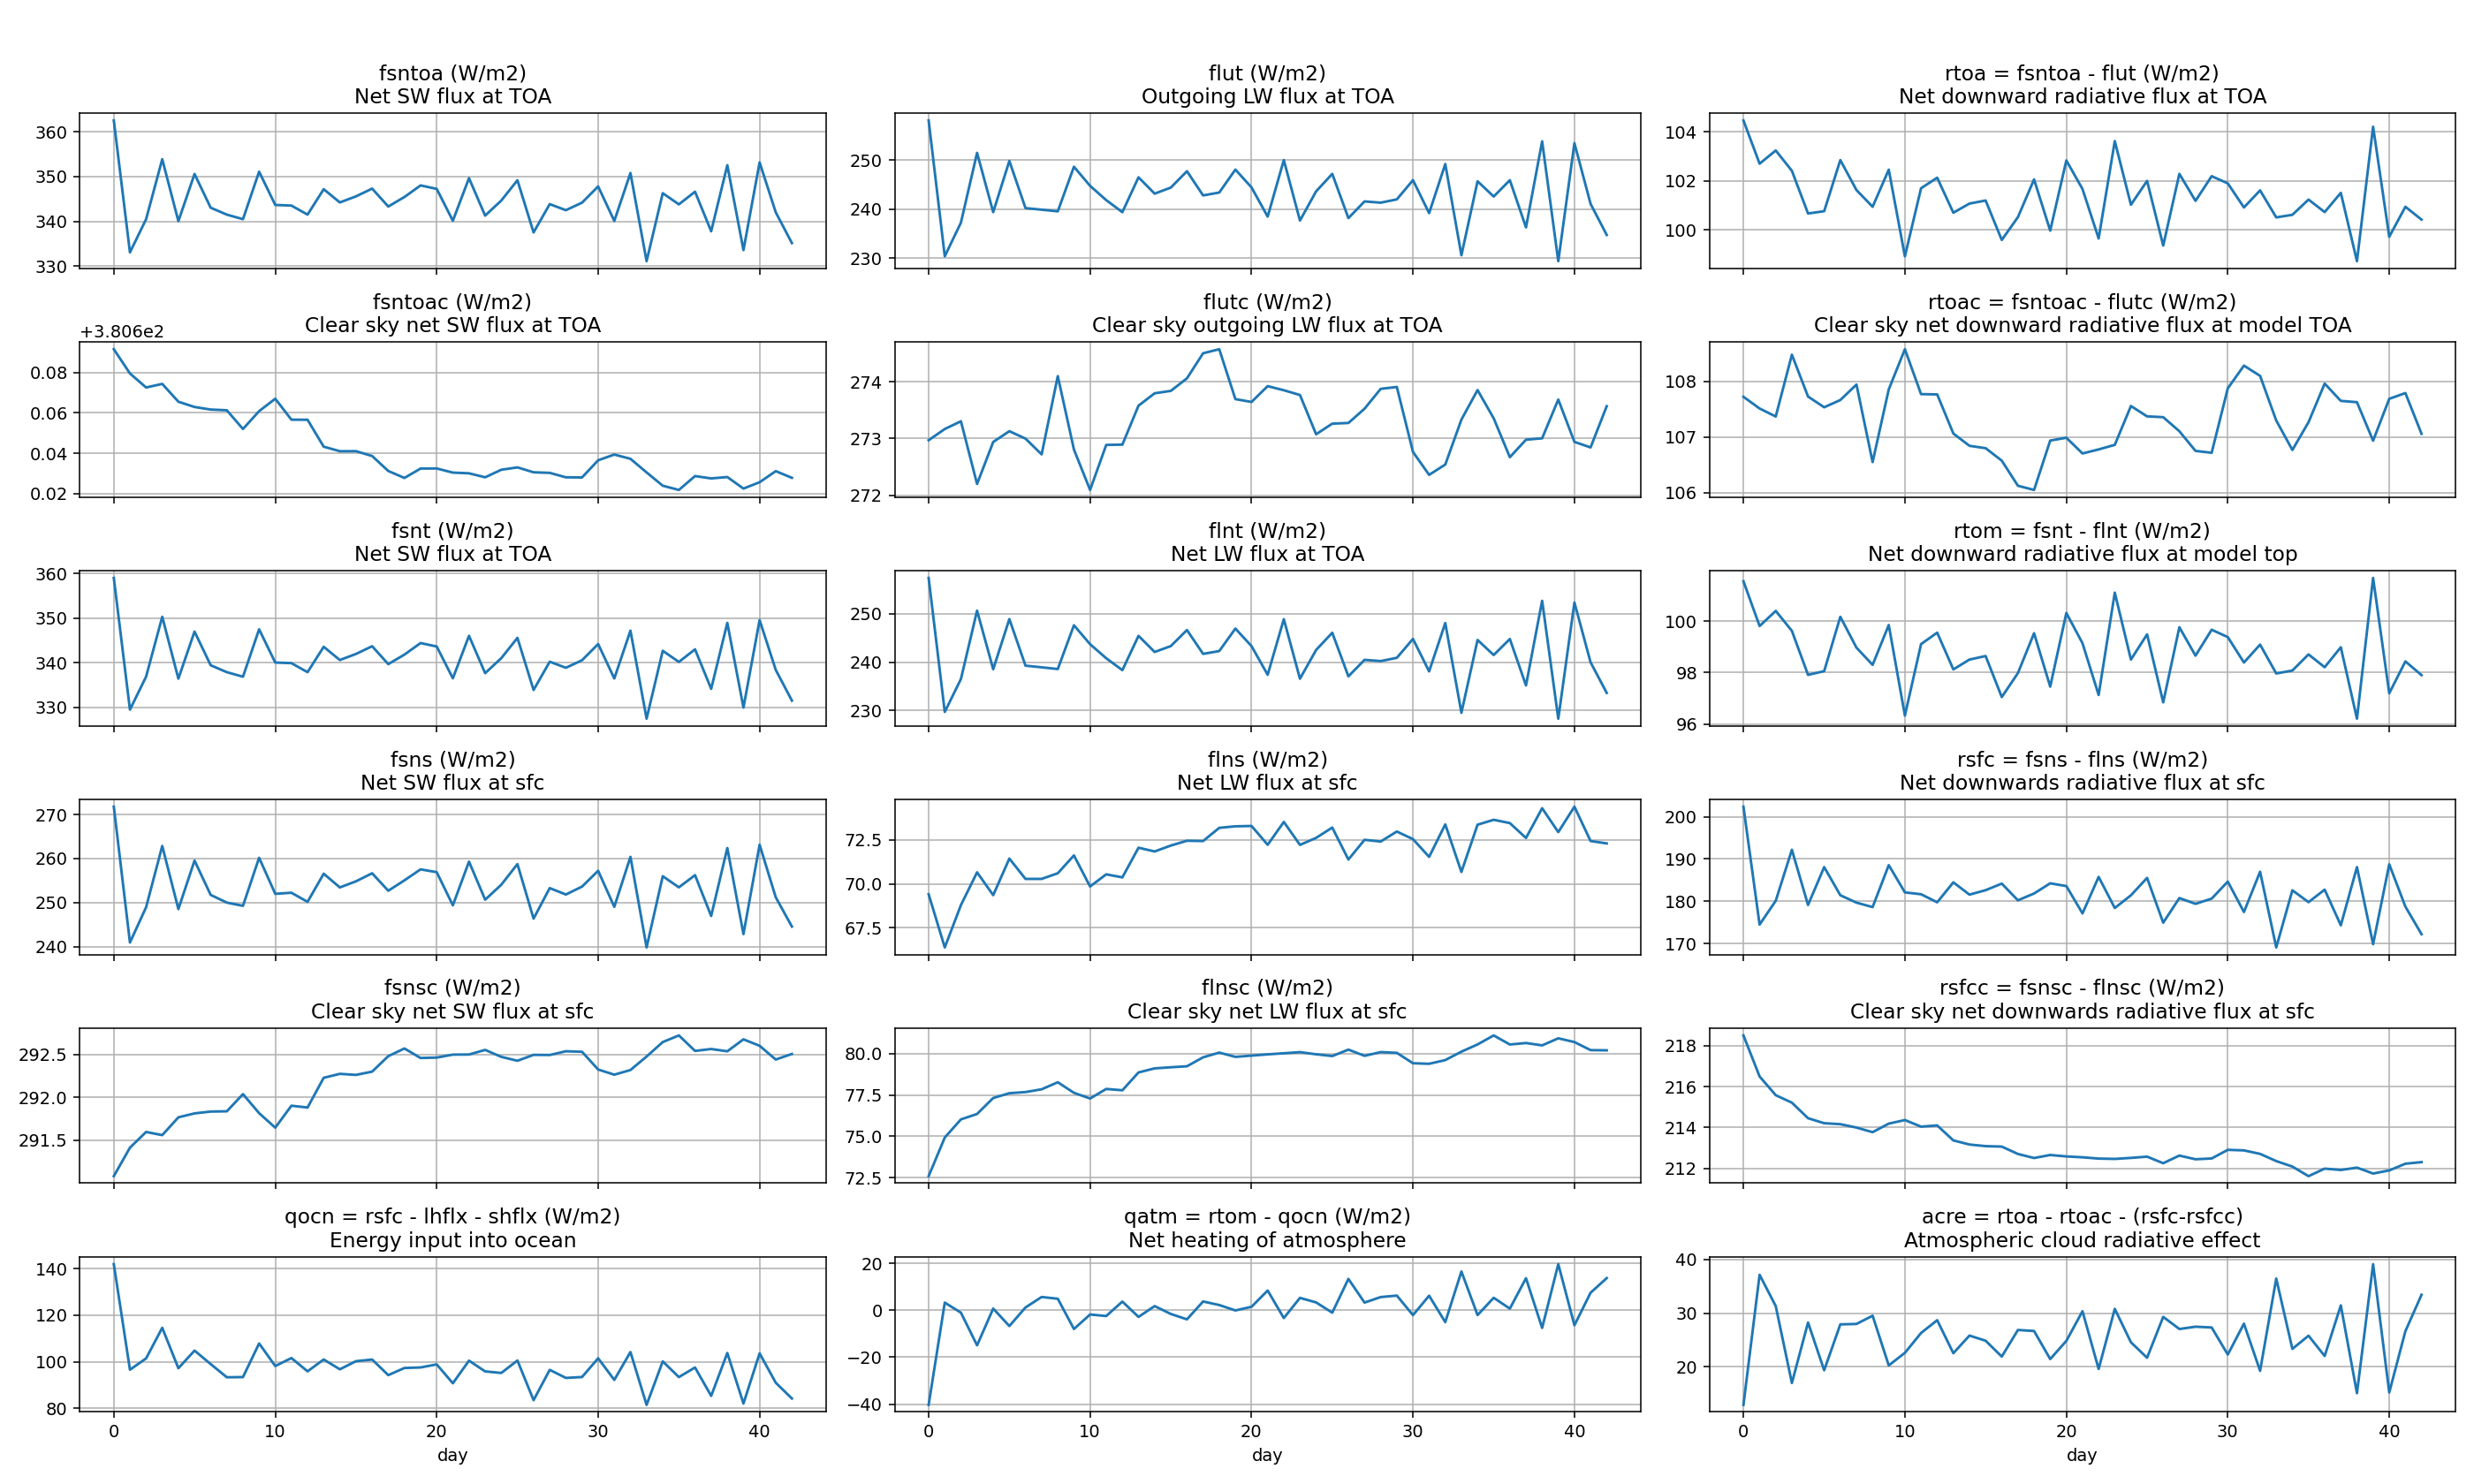 fsntoa (W/m2)
Net SW flux at TOA
360
350
340
330
flut (W/m2)
Outgoing LW flux at TOA
250
240
230
rtoa = fsntoa - flut (W/m2)
Net downward radiative flux at TOA
104
102
100
fsntoac (W/m2)
Clear sky net SW flux at TOA
+3.806e2
0.08
0.06
0.04
0.02
flutc (W/m2)
Clear sky outgoing LW flux at TOA
274
273
272
rtoac = fsntoac - flutc (W/m2)
Clear sky net downward radiative flux at model TOA
108
107
106
fsnt (W/m2)
Net SW flux at TOA
360
350
340
330
flnt (W/m2)
Net LW flux at TOA
250
240
230
rtom = fsnt - flnt (W/m2)
Net downward radiative flux at model top
100
98
96
fsns (W/m2)
Net SW flux at sfc
270
260
250
240
flns (W/m2)
Net LW flux at sfc
72.5
70.0
67.5
rsfc = fsns - flns (W/m2)
Net downwards radiative flux at sfc
200
190
180
170
fsnsc (W/m2)
Clear sky net SW flux at sfc
292.5
292.0
291.5
flnsc (W/m2)
Clear sky net LW flux at sfc
80.0
77.5
75.0
72.5
rsfcc = fsnsc - flnsc (W/m2)
Clear sky net downwards radiative flux at sfc
218
216
214
212
qocn = rsfc - lhflx - shflx (W/m2)
Energy input into ocean
140
120
100
80
0 10 20 30 40
day
qatm = rtom - qocn (W/m2)
Net heating of atmosphere
20
0
−20
−40
0 10 20 30 40
day
acre = rtoa - rtoac - (rsfc-rsfcc)
Atmospheric cloud radiative effect
40
30
20
0 10 20 30 40
day